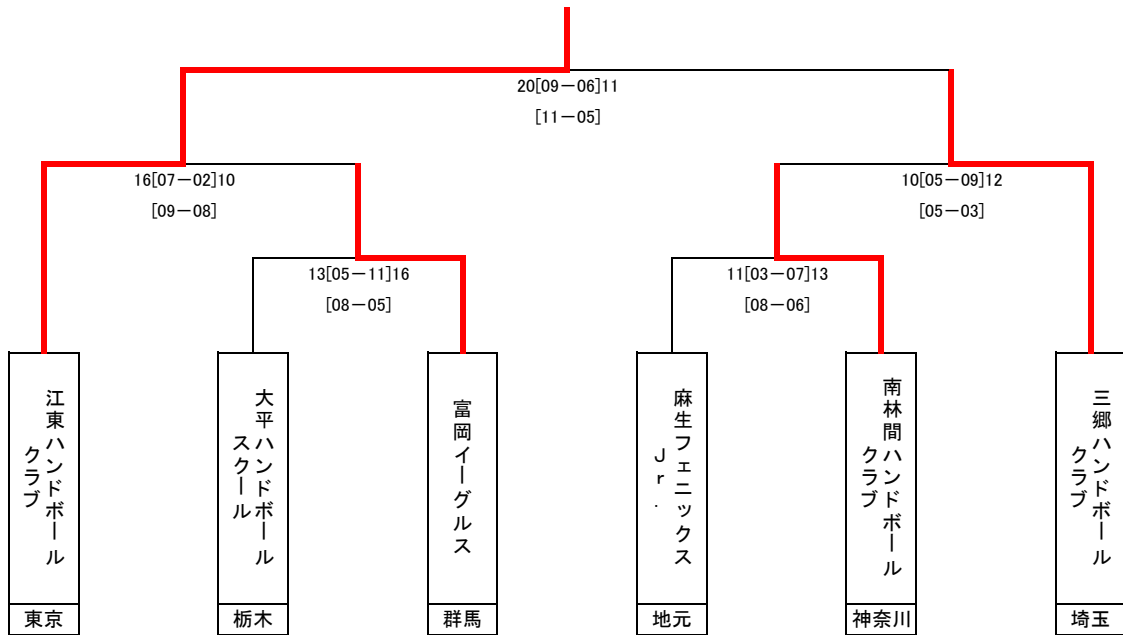 20[09－06]11
[11－05]
16[07－02]10
[09－08]
10[05－09]12
[05－03]
13[05－11]16
[08－05]
11[03－07]13
[08－06]
江東ハンドボール
クラブ
東京
大平ハンドボール
スクール
栃木
富岡イーグルス
群馬
麻生フェニックス
Ｊｒ．
地元
南林間ハンドボール
クラブ
神奈川
三郷ハンドボール
クラブ
埼玉